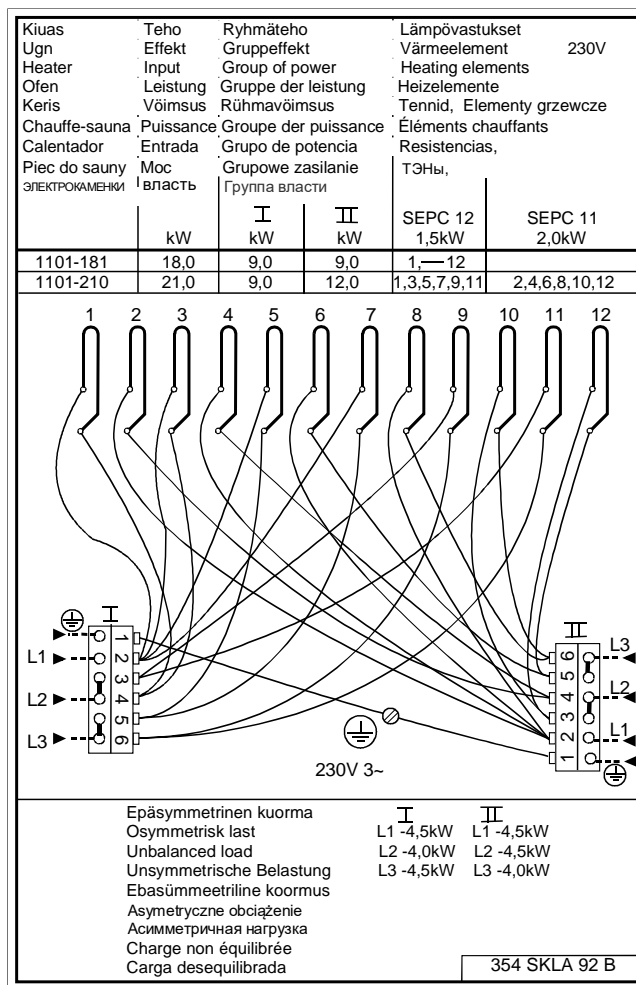 Kiuas Teho Ryhmäteho Lämpövastukset
Ugn Effekt Gruppeffekt Värmeelement 230V
Heater Input Group of power Heating elements
Ofen Leistung Gruppe der leistung Heizelemente
Keris Vöimsus Rühmavöimsus Tennid, Elementy grzewcze
Chauffe-sauna Puissance Groupe der puissance Éléments chauffants
Calentador Entrada Grupo de potencia Resistencias,
Piec do sauny Moc Grupowe zasilanie ТЭНы,
ЭЛЕКТРОКАМЕНКИ власть Группа власти
I II SEPC 12 SEPC 11
kW kW kW 1,5kW 2,0kW
1101-181 18,0 9,0 9,0 1,—12
1101-210 21,0 9,0 12,0 1,3,5,7,9,11 2,4,6,8,10,12
1 2 3 4 5 6 7 8 9 10 11 12
I II
L1 L2 L3
1 2 3 4 5 6
6 5 4 3 2 1
L3 L2 L1
230V 3~
Epäsymmetrinen kuorma I II
Osymmetrisk last L1 -4,5kW L1 -4,5kW
Unbalanced load L2 -4,0kW L2 -4,5kW
Unsymmetrische Belastung L3 -4,5kW L3 -4,0kW
Ebasümmeetriline koormus
Asymetryczne obciążenie
Асимметричная нагрузка
Charge non équilibrée
Carga desequilibrada
354 SKLA 92 B